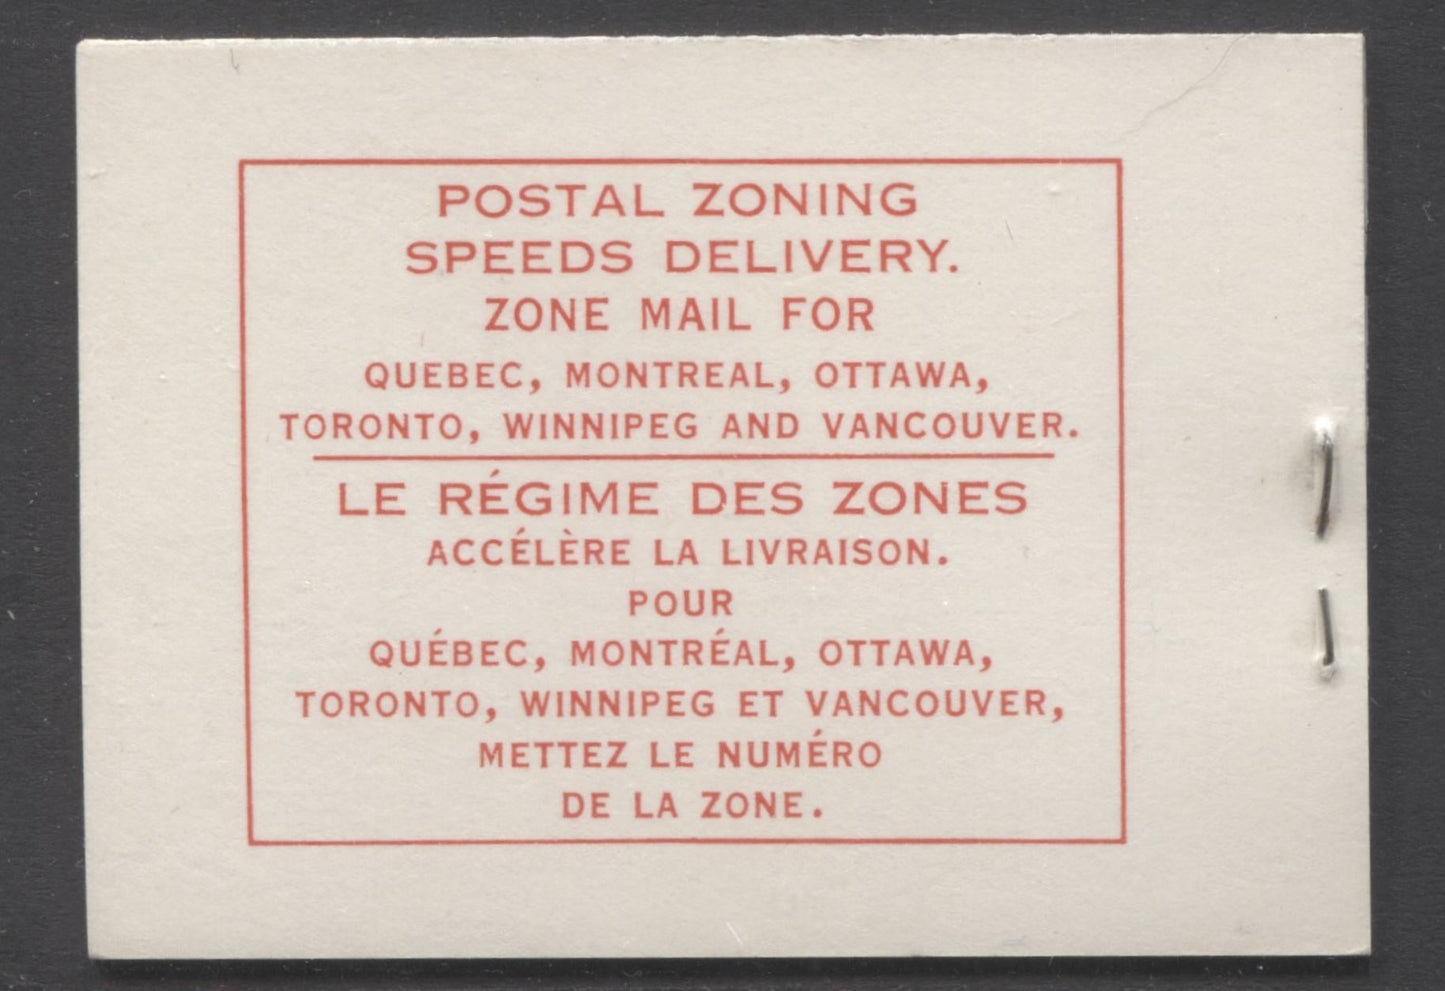 POSTAL ZONING
SPEEDS DELIVERY.
ZONE MAIL FOR
QUEBEC, MONTREAL, OTTAWA,
TORONTO, WINNIPEG AND VANCOUVER.
LE RÉGIME DES ZONES
ACCÉLÈRE LA LIVRAISON.
POUR
QUÉBEC, MONTRÉAL, OTTAWA,
TORONTO, WINNIPEG ET VANCOUVER,
METTEZ LE NUMÉRO
DE LA ZONE.